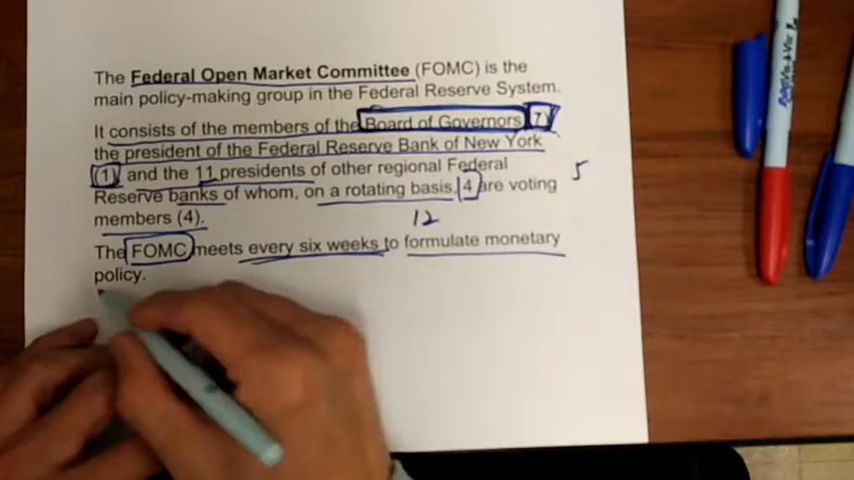 The Federal Open Market Committee (FOMC) is the
main policy-making group in the Federal Reserve System.
It consists of the members of the Board of Governors (7)
the president of the Federal Reserve Bank of New York
(1) and the 11 presidents of other regional Federal
5
Reserve banks of whom, on a rotating basis, 4 are voting
members (4).
12
The FOMC meets every six weeks to formulate monetary
policy.